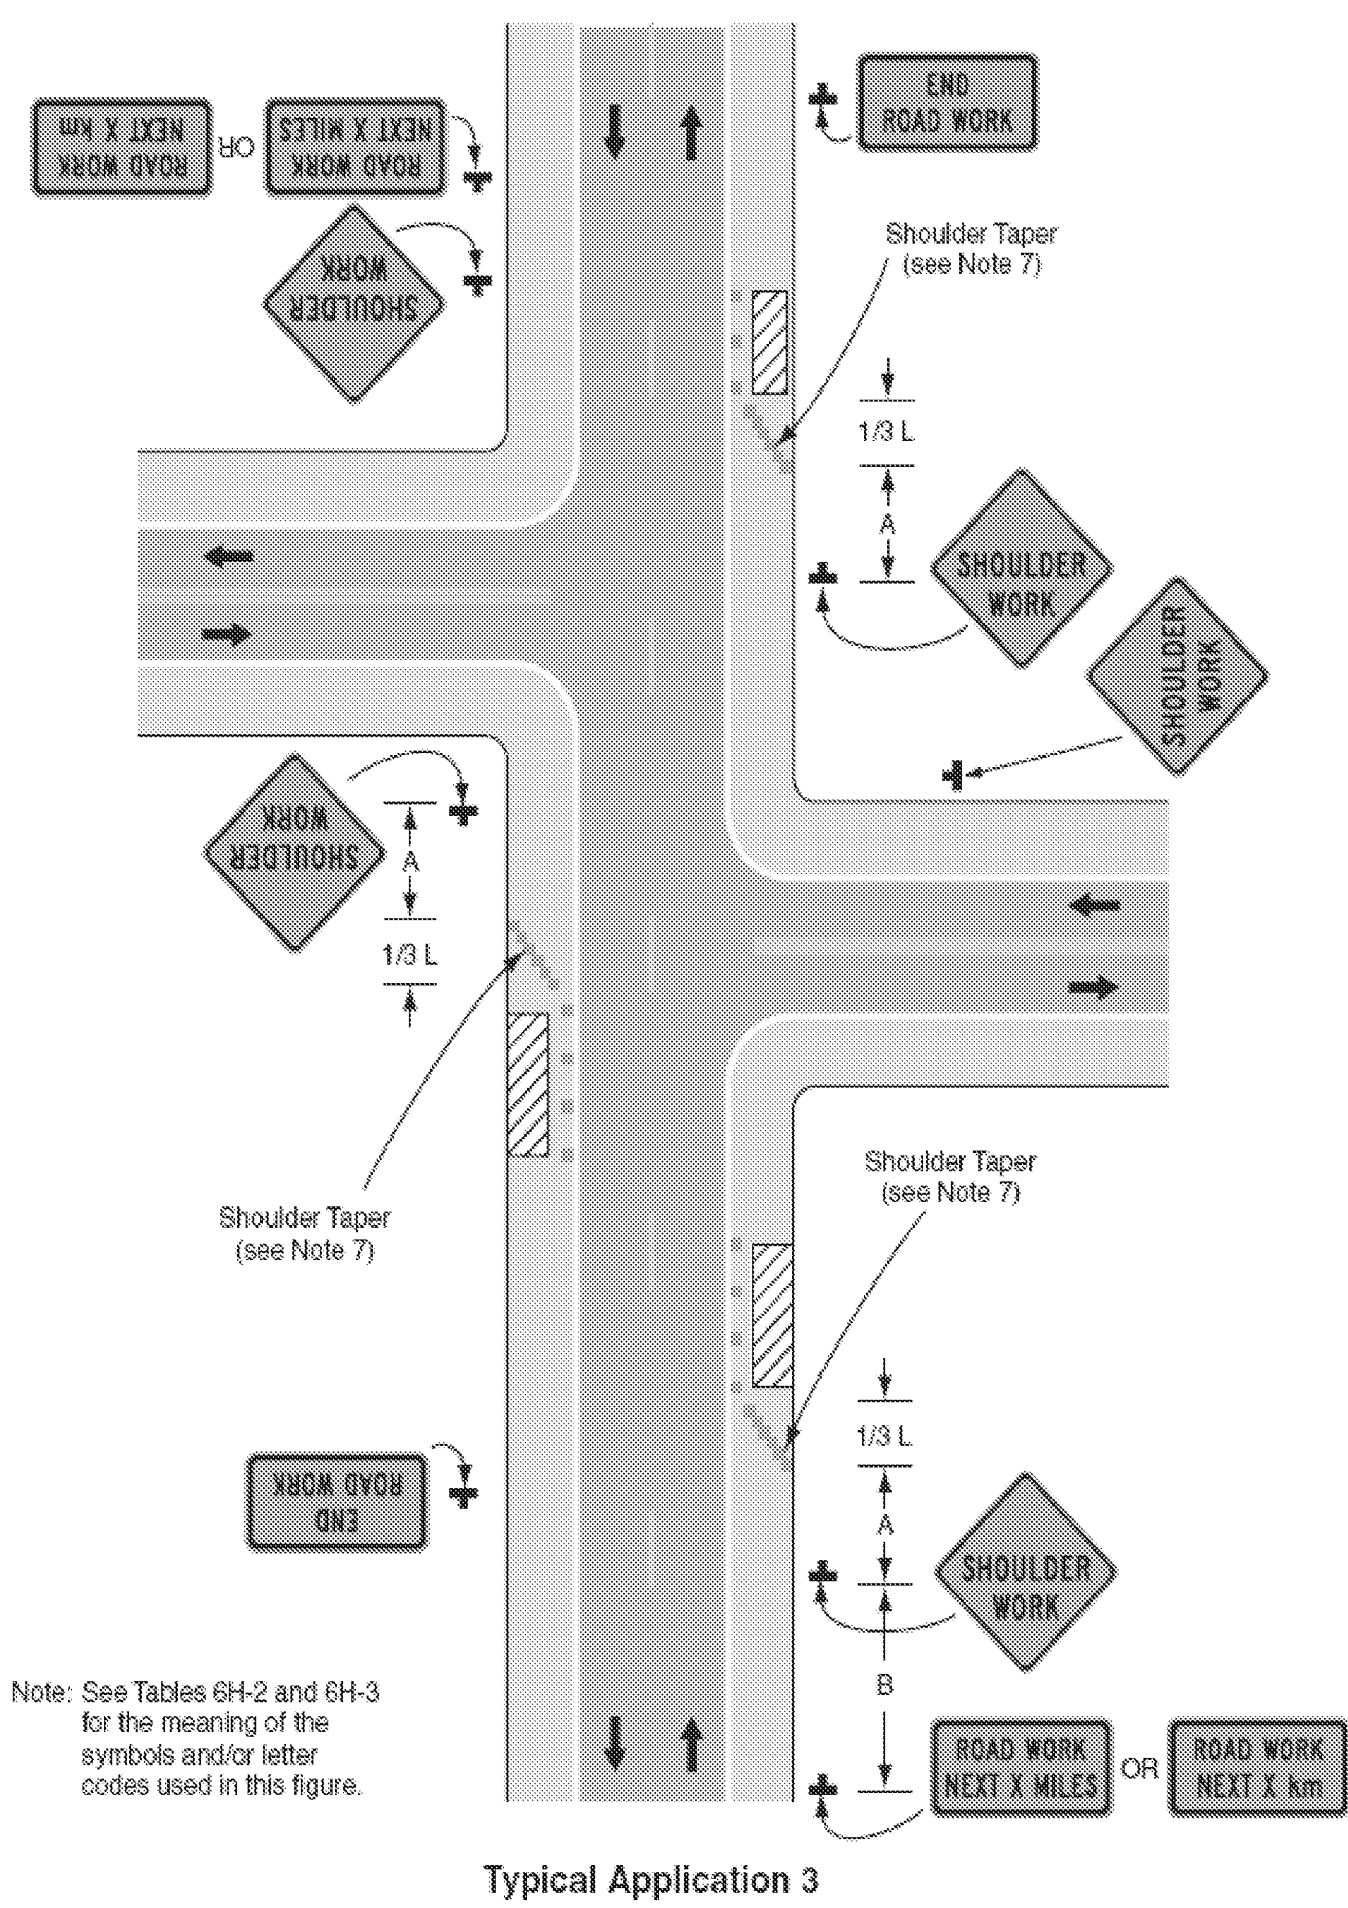 END
ROAD WORK
ROAD WORK
NEXT X km
OR
ROAD WORK
NEXT X MILES
SHOULDER
WORK
Shoulder Taper
(see Note 7)
1/3 L
A
SHOULDER
WORK
SHOULDER
WORK
SHOULDER
WORK
A
1/3 L
Shoulder Taper
(see Note 7)
Shoulder Taper
(see Note 7)
1/3 L
A
SHOULDER
WORK
END
ROAD WORK
B
Note: See Tables 6H-2 and 6H-3
for the meaning of the
symbols and/or letter
codes used in this figure.
ROAD WORK
NEXT X MILES
OR
ROAD WORK
NEXT X km
Typical Application 3